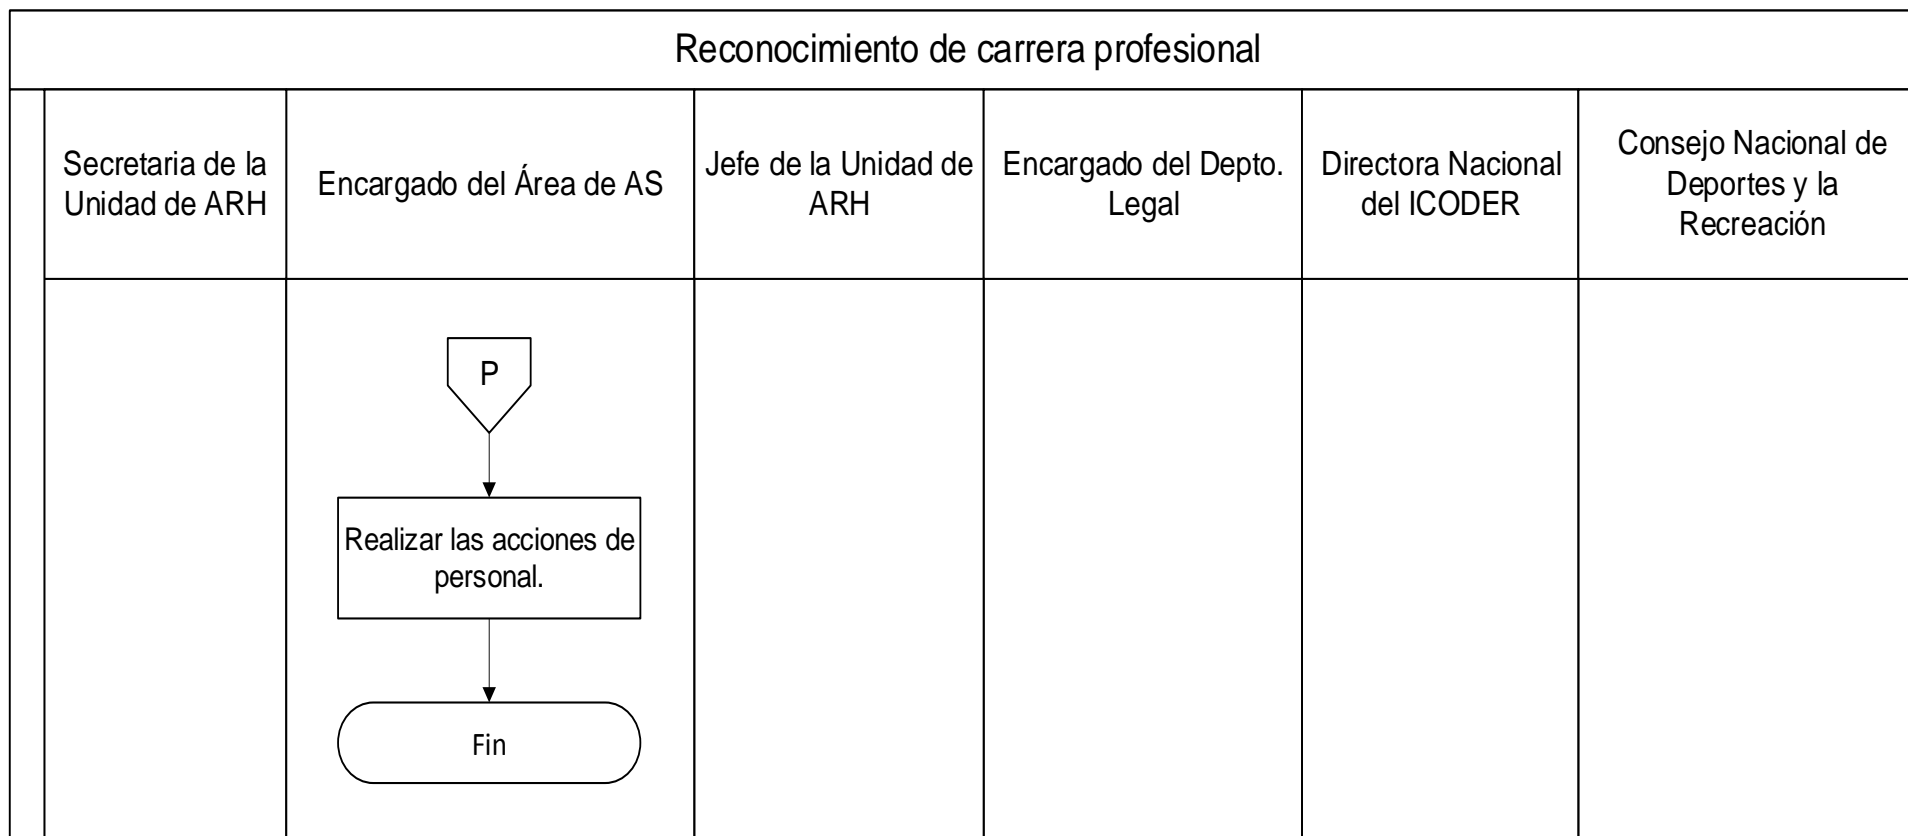 Reconocimiento de carrera profesional
Secretaria de la
Unidad de ARH
Encargado del Área de AS
Jefe de la Unidad de
ARH
Encargado del Depto.
Legal
Directora Nacional
del ICODER
Consejo Nacional de
Deportes y la
Recreación
P
Realizar las acciones de
personal.
Fin